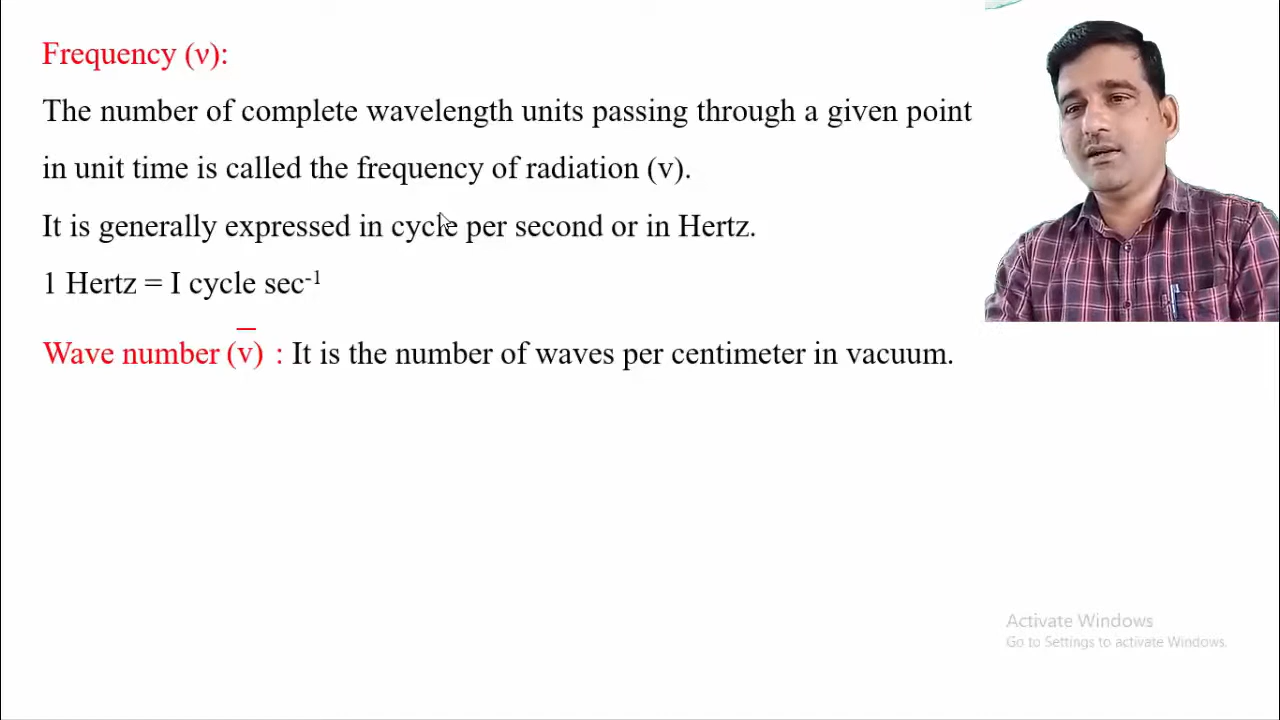 Frequency (ν):
The number of complete wavelength units passing through a given point
in unit time is called the frequency of radiation (v).
It is generally expressed in cycle per second or in Hertz.
1 Hertz = I cycle sec⁻¹
Wave number (v̅) : It is the number of waves per centimeter in vacuum.
Activate Windows
Go to Settings to activate Windows.